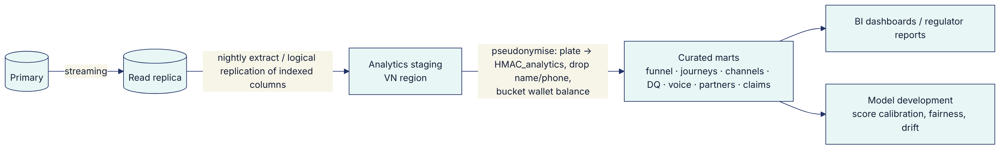 Primary
streaming
Read replica
nightly extract / logical
replication of indexed
columns
Analytics staging
VN region
pseudonymise: plate →
HMAC_analytics, drop
name/phone,
bucket wallet balance
Curated marts
funnel · journeys · channels ·
DQ · voice · partners · claims
BI dashboards / regulator
reports
Model development
score calibration, fairness,
drift